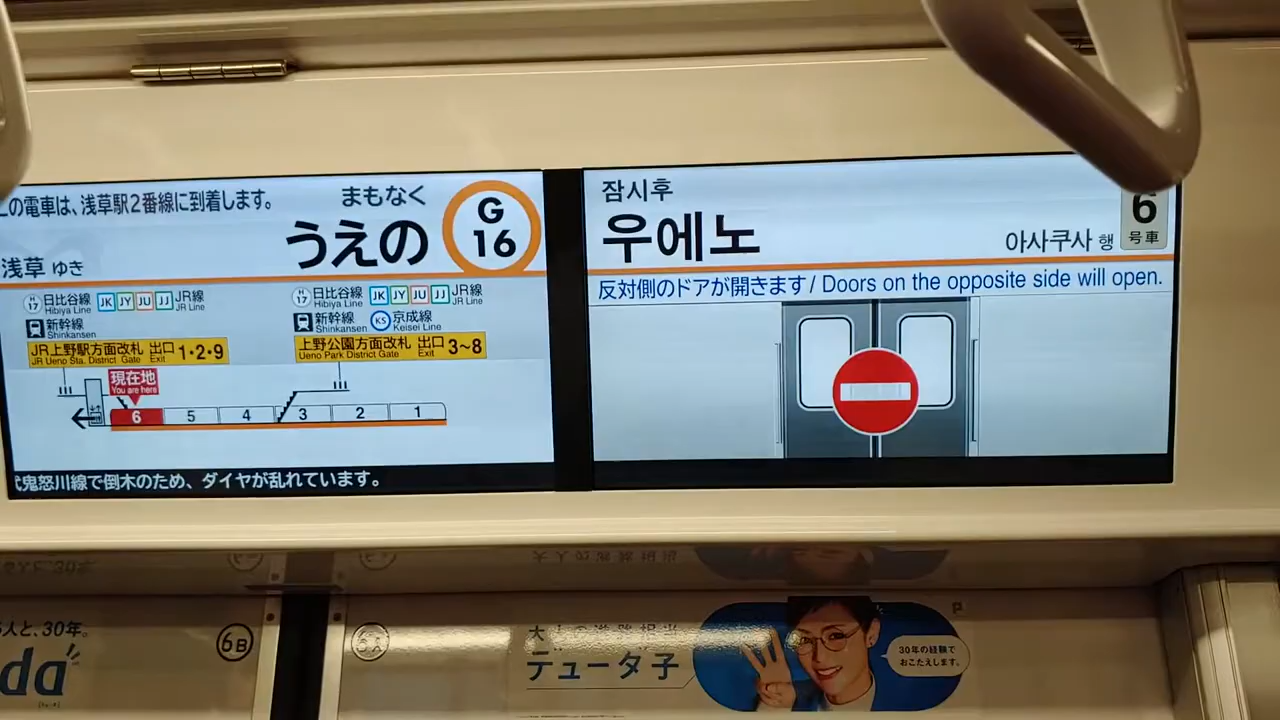 の電車は、浅草駅2番線に到着します。
まもなく
うえの
G
16
浅草 ゆき
H
17
日比谷線
Hibiya Line
JK JY JU JJ
JR線
JR Line
新幹線
Shinkansen
JR上野駅方面改札 出口 1・2・9
JR Ueno Sta. District Gate Exit
H
17
日比谷線
Hibiya Line
JK JY JU JJ
JR線
JR Line
新幹線
Shinkansen
KS
京成線
Keisei Line
上野公園方面改札 出口 3~8
Ueno Park District Gate Exit
現在地
You are here
6 5 4 3 2 1
鬼怒川線で倒木のため、ダイヤが乱れています。
잠시후
우에노
아사쿠사 행
6
号車
反対側のドアが開きます/ Doors on the opposite side will open.
人と、30年。
da
6B
6A
デュータ子
30年の経験で
おこたえします。